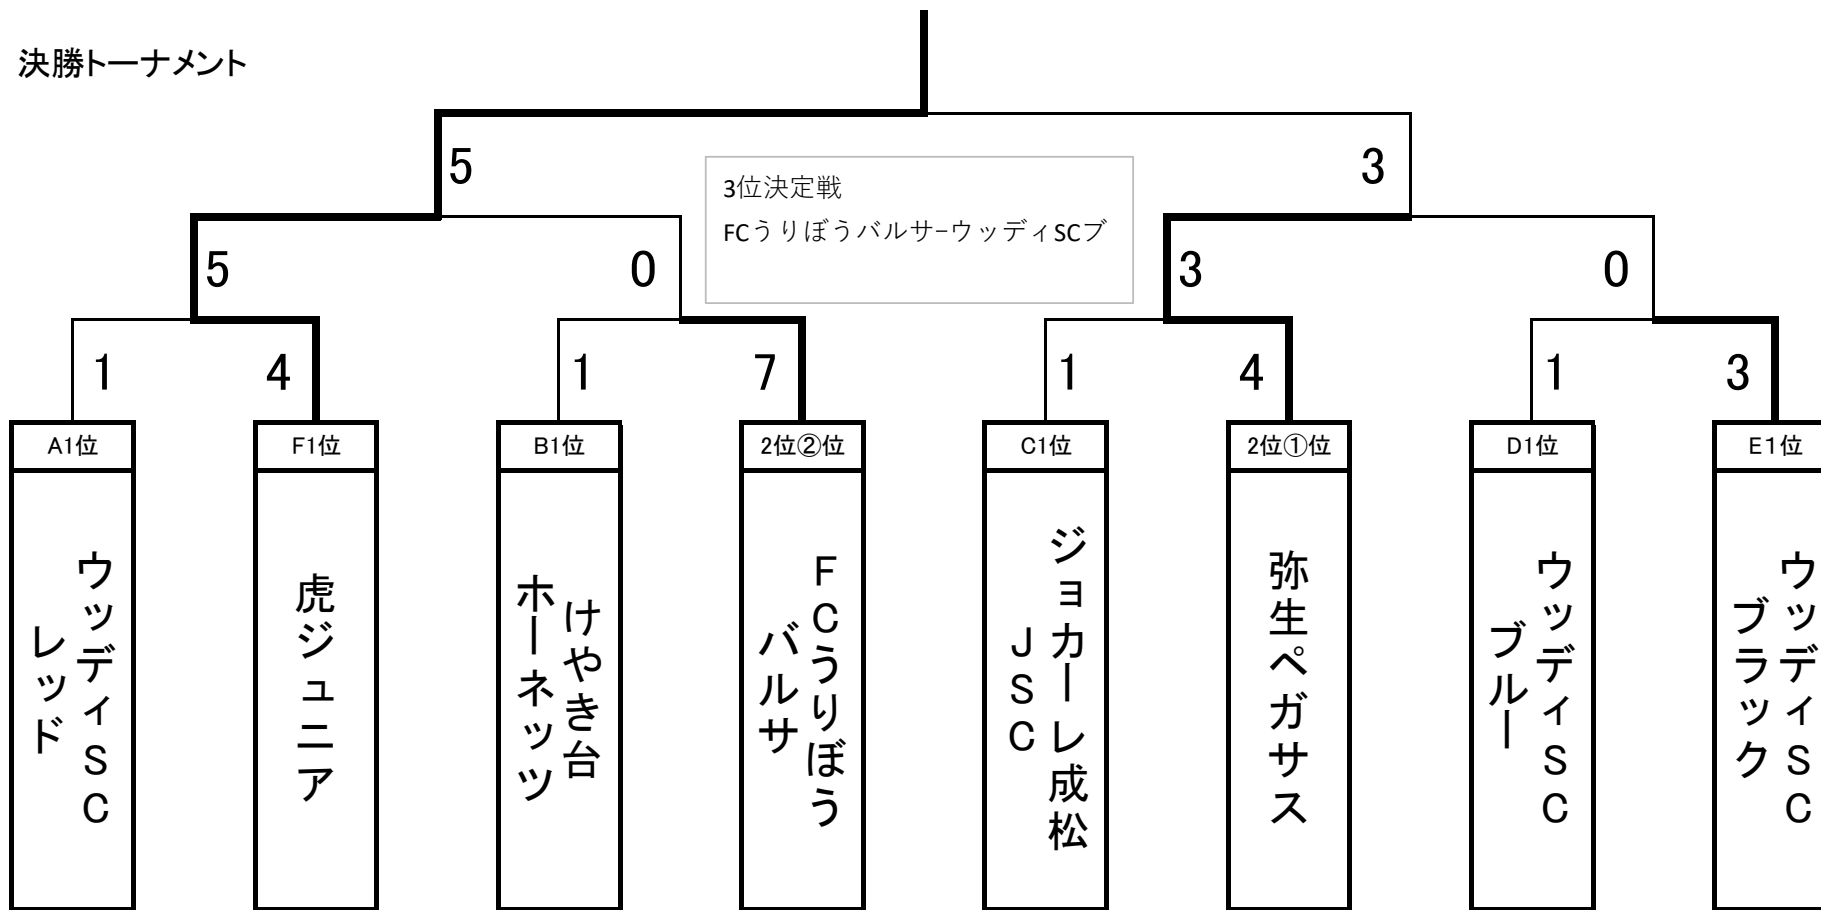 決勝トーナメント
5
3
3位決定戦
FCうりぼうバルサ-ウッディSCブ
5
0
3
0
1
4
1
7
1
4
1
3
A1位
F1位
B1位
2位②位
C1位
2位①位
D1位
E1位
ウッディSC
レッド
虎ジュニア
けやき台
ホーネッツ
FCうりぼう
バルサ
ジョカーレ成松
JSC
弥生ペガサス
ウッディSC
ブルー
ウッディSC
ブラック